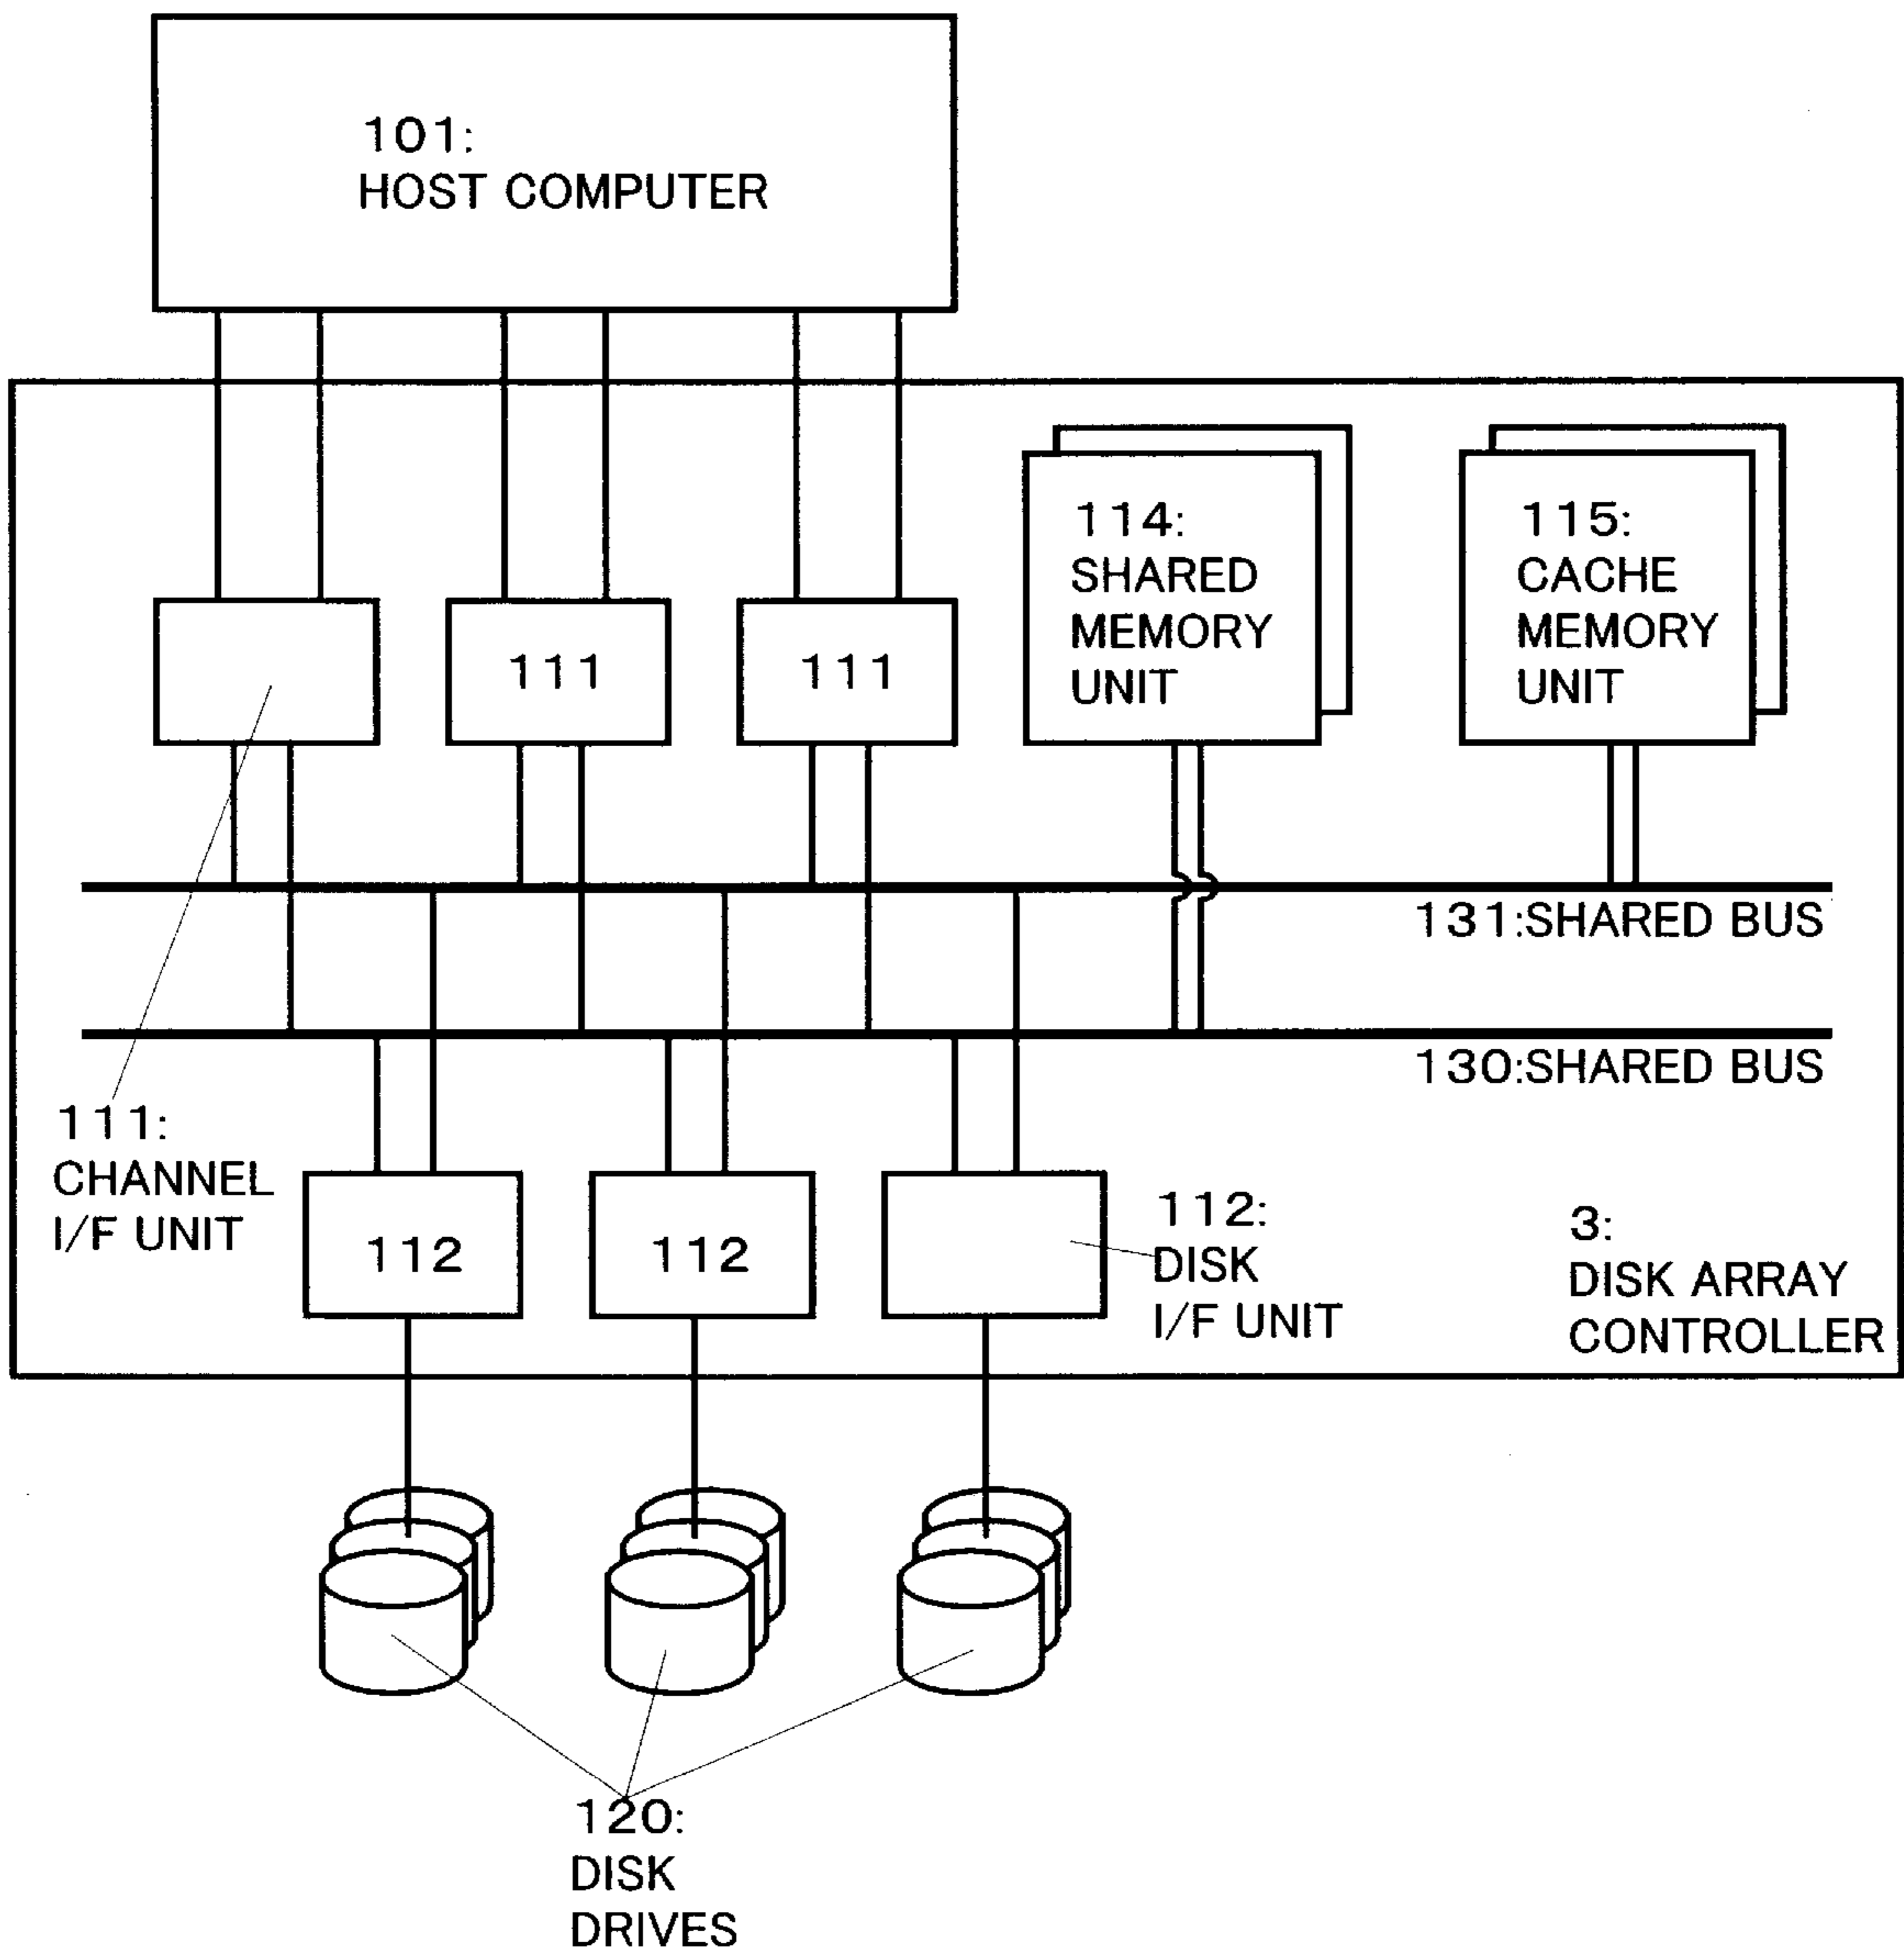 101:
HOST COMPUTER
114:
SHARED
MEMORY
UNIT
115:
CACHE
MEMORY
UNIT
111
111
131:SHARED BUS
130:SHARED BUS
111:
CHANNEL
I/F UNIT
112
112
112:
DISK
I/F UNIT
3:
DISK ARRAY
CONTROLLER
120:
DISK
DRIVES